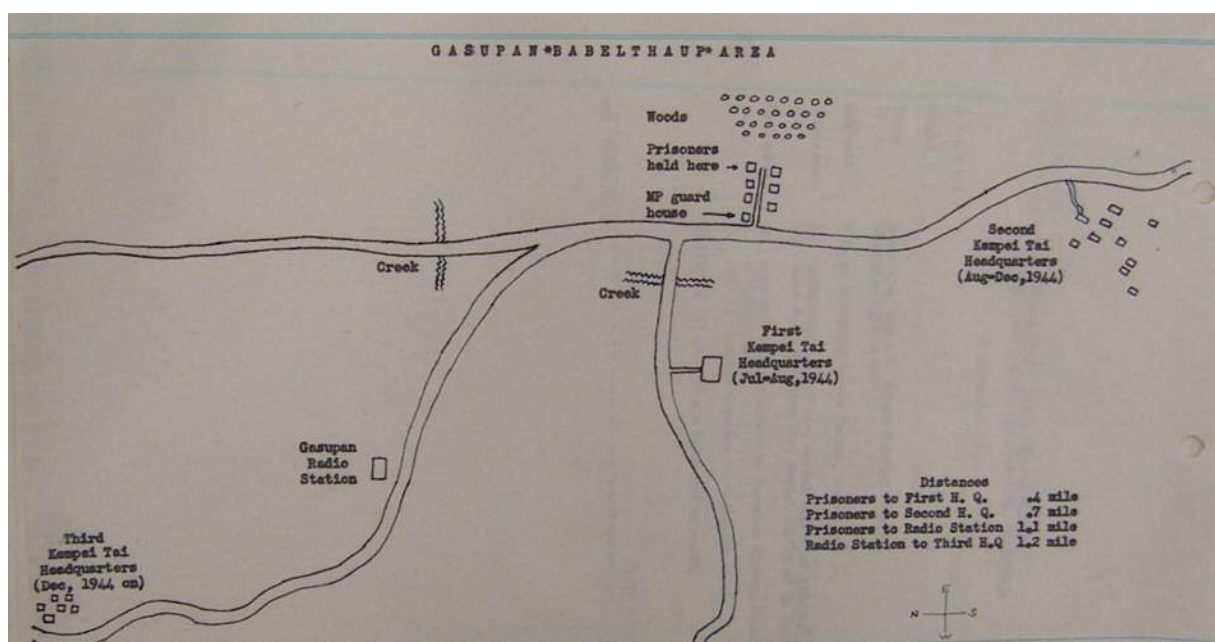 GASUPAN*BABELTHAUP*AREA
Woods
Prisoners
held here
MP guard
house
Creek
Creek
Second
Kempei Tai
Headquarters
(Aug-Dec,1944)
First
Kempei Tai
Headquarters
(Jul-Aug,1944)
Gasupan
Radio
Station
Third
Kempei Tai
Headquarters
(Dec, 1944 on)
Distances
Prisoners to First H. Q. .4 mile
Prisoners to Second H. Q. .7 mile
Prisoners to Radio Station 1.1 mile
Radio Station to Third H.Q 1.2 mile
E
N S
W